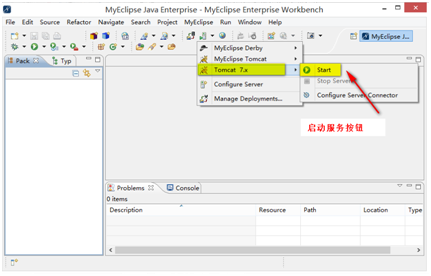 MyEclipse Java Enterprise - MyEclipse Enterprise Workbench
File Edit Source Refactor Navigate Search Project MyEclipse Run Window Help
MyEclipse J...
Pack Typ
MyEclipse Derby
MyEclipse Tomcat
Tomcat 7.x
Configure Server
Manage Deployments...
Start
Stop Server
Configure Server Connector
启动服务按钮
Problems Console
0 items
Description Resource Path Location Type